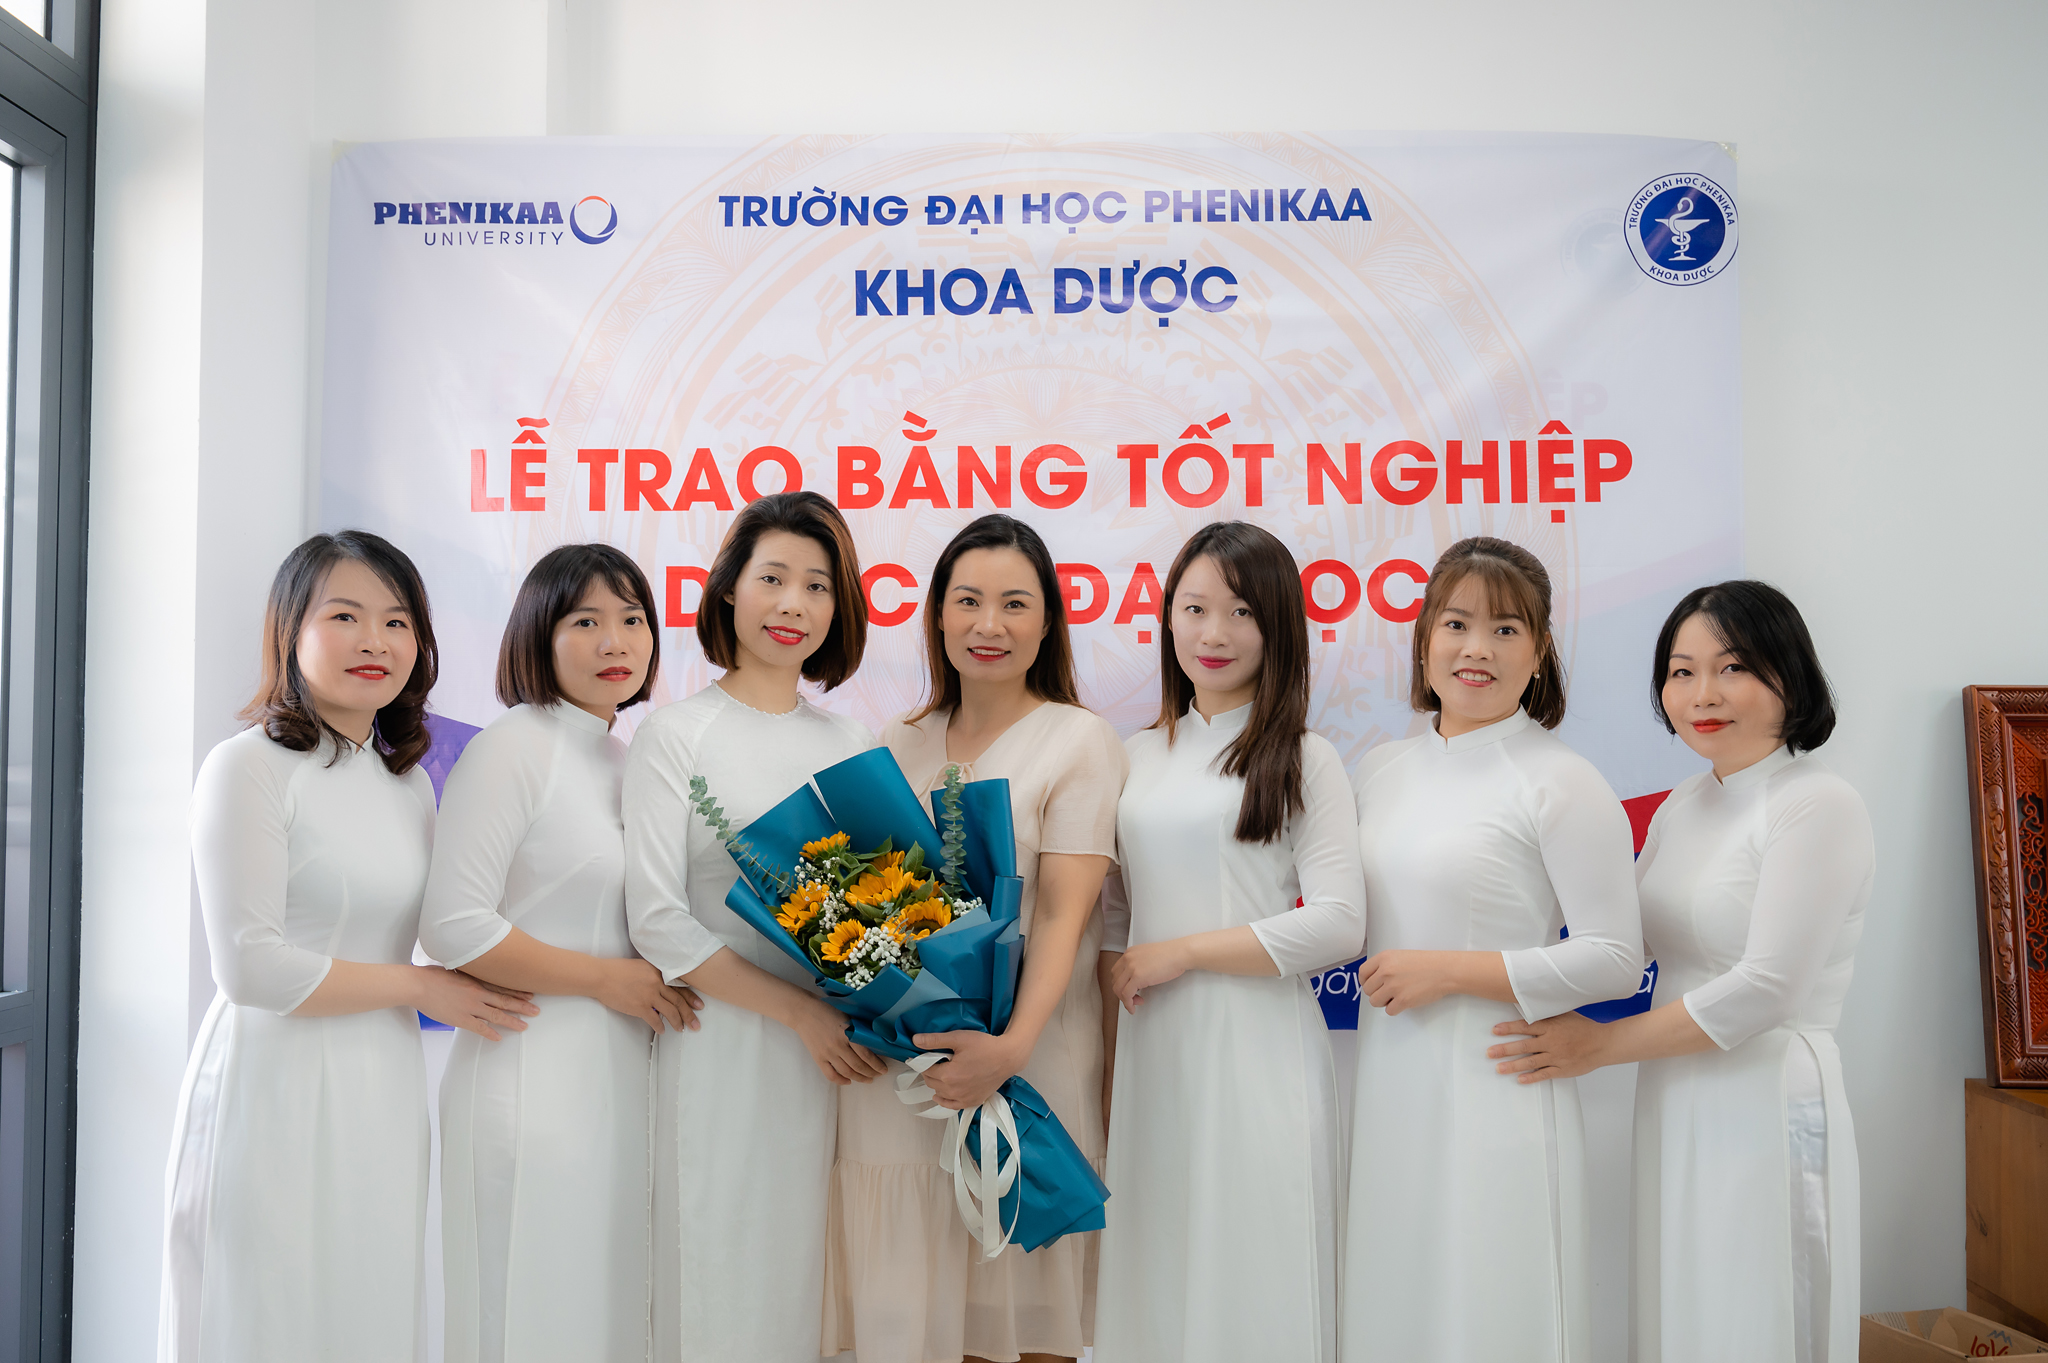 PHENIKAA
UNIVERSITY
TRƯỜNG ĐẠI HỌC PHENIKAA
KHOA DƯỢC
TRƯỜNG ĐẠI HỌC PHENIKAA
KHOA DƯỢC
LỄ TRAO BẰNG TỐT NGHIỆP